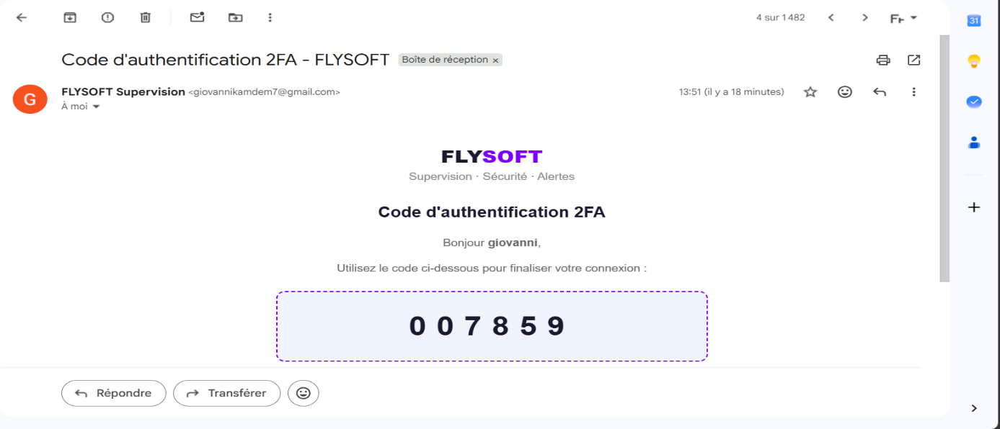 4 sur 1 482
31
Code d'authentification 2FA - FLYSOFT Boîte de réception ×
G
FLYSOFT Supervision <giovannikamdem7@gmail.com>
13:51 (il y a 18 minutes)
À moi
FLYSOFT
Supervision · Sécurité · Alertes
Code d'authentification 2FA
Bonjour giovanni,
Utilisez le code ci-dessous pour finaliser votre connexion :
0 0 7 8 5 9
Répondre
Transférer